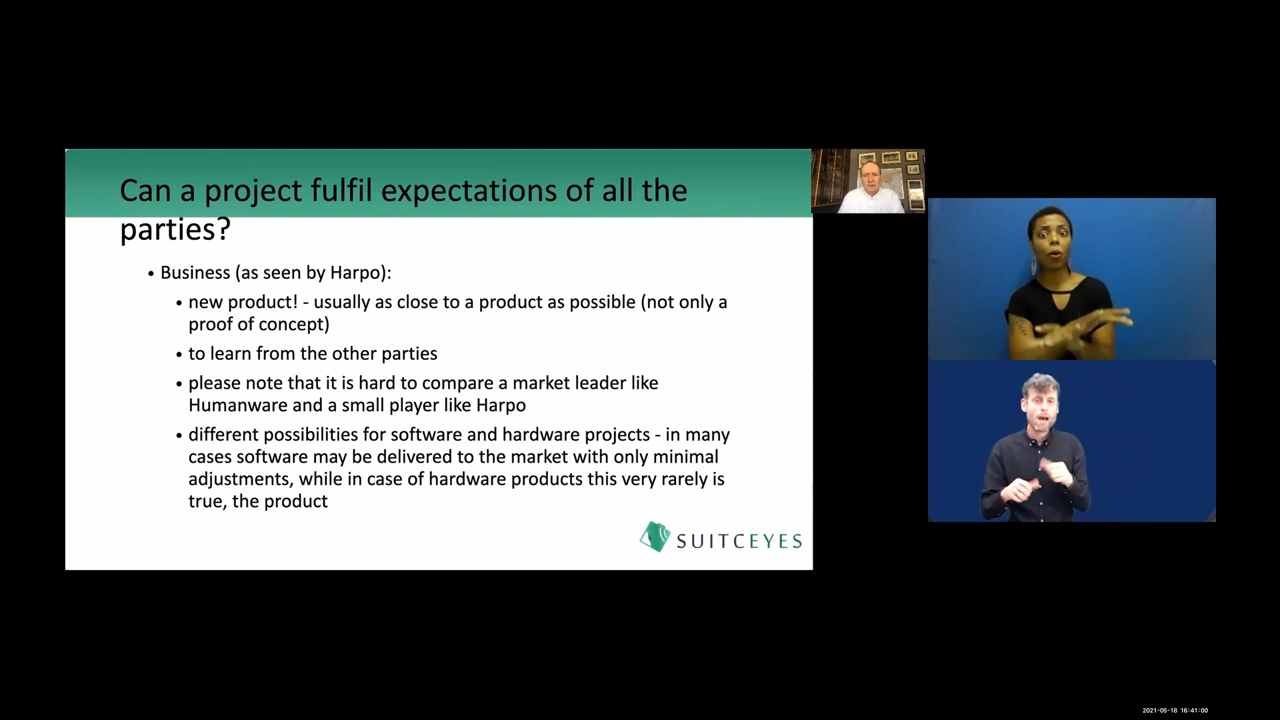 Can a project fulfil expectations of all the
parties?
• Business (as seen by Harpo):
• new product! - usually as close to a product as possible (not only a
proof of concept)
• to learn from the other parties
• please note that it is hard to compare a market leader like
Humanware and a small player like Harpo
• different possibilities for software and hardware projects - in many
cases software may be delivered to the market with only minimal
adjustments, while in case of hardware products this very rarely is
true, the product
SUITCEYES
2021-05-18 16:41:00